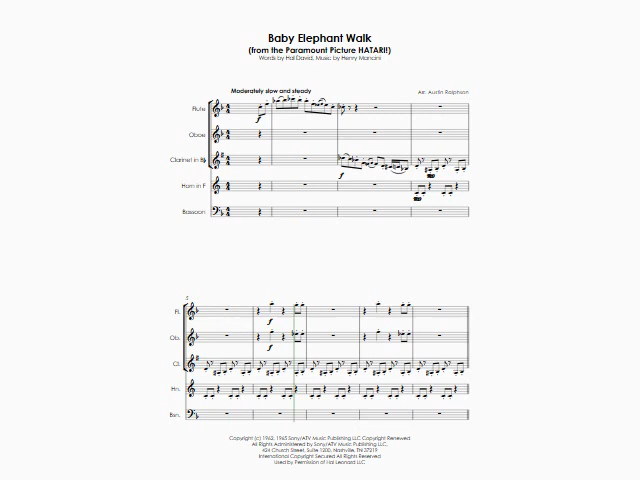 Baby Elephant Walk
(from the Paramount Picture HATARI!)
Words by Hal David, Music by Henry Mancini
Moderately slow and steady
Arr. Austin Ralphson
Flute
Oboe
Clarinet in B♭
Horn in F
Bassoon
f
f
mp
mp
5
Fl.
Ob.
Cl.
Hn.
Bsn.
f
f
Copyright (c) 1962, 1965 Sony/ATV Music Publishing LLC Copyright Renewed
All Rights Administered by Sony/ATV Music Publishing LLC,
424 Church Street, Suite 1200, Nashville, TN 37219
International Copyright Secured All Rights Reserved
Used by Permission of Hal Leonard LLC